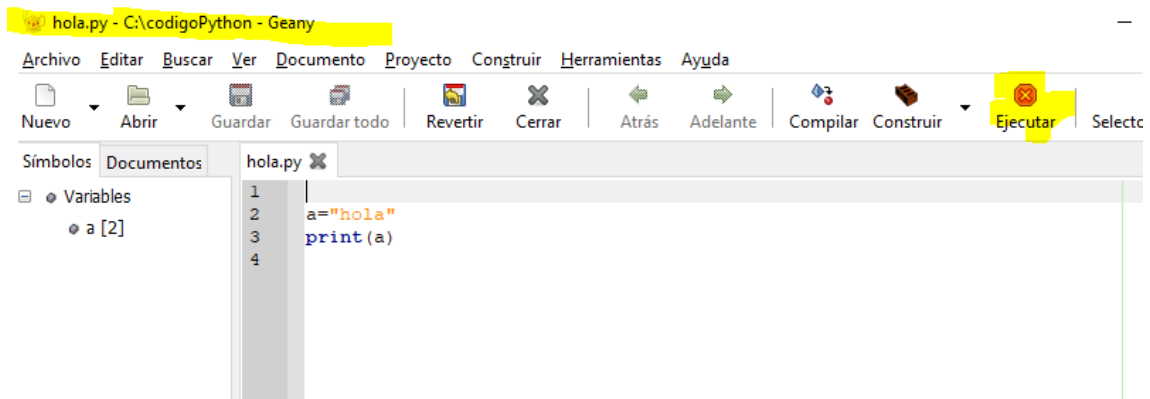 hola.py - C:\codigoPython - Geany
Archivo Editar Buscar Ver Documento Proyecto Construir Herramientas Ayuda
Nuevo Abrir Guardar Guardar todo Revertir Cerrar Atrás Adelante Compilar Construir Ejecutar Selecto
Símbolos Documentos hola.py
Variables
a [2]
1
2 a="hola"
3 print(a)
4